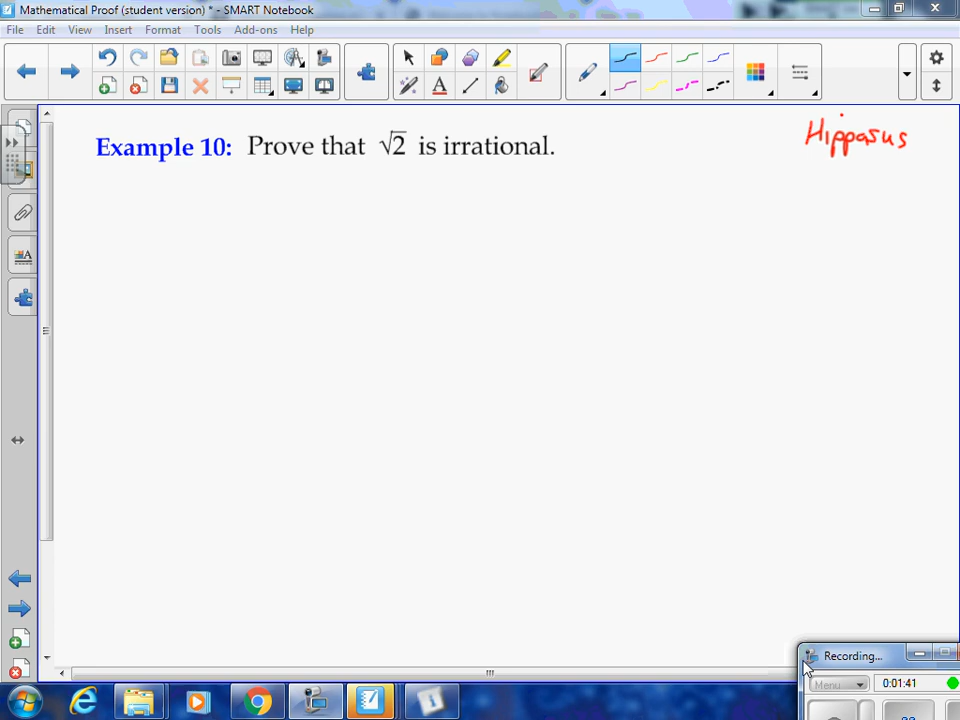 Mathematical Proof (student version) * - SMART Notebook
File Edit View Insert Format Tools Add-ons Help
Example 10: Prove that √2 is irrational.
Hippasus
Recording...
Menu 0:01:41